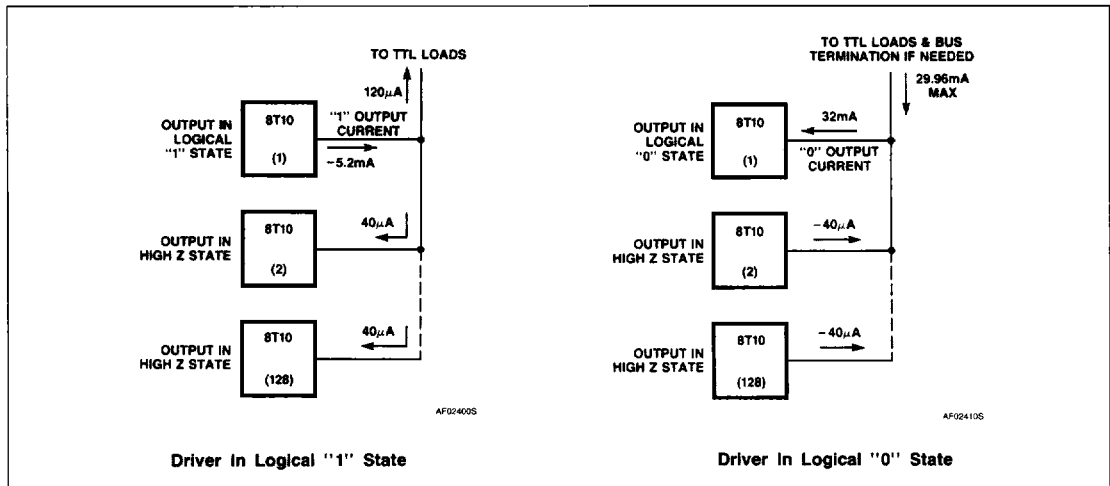 TO TTL LOADS
120μA
OUTPUT IN
LOGICAL
"1" STATE
8T10
(1)
"1" OUTPUT
CURRENT
-5.2mA
OUTPUT IN
HIGH Z STATE
8T10
(2)
40μA
OUTPUT IN
HIGH Z STATE
8T10
(128)
40μA
AF02400S
Driver in Logical "1" State
TO TTL LOADS & BUS
TERMINATION IF NEEDED
29.96mA
MAX
OUTPUT IN
LOGICAL
"0" STATE
8T10
(1)
32mA
"0" OUTPUT
CURRENT
OUTPUT IN
HIGH Z STATE
8T10
(2)
-40μA
OUTPUT IN
HIGH Z STATE
8T10
(128)
-40μA
AF02410S
Driver in Logical "0" State